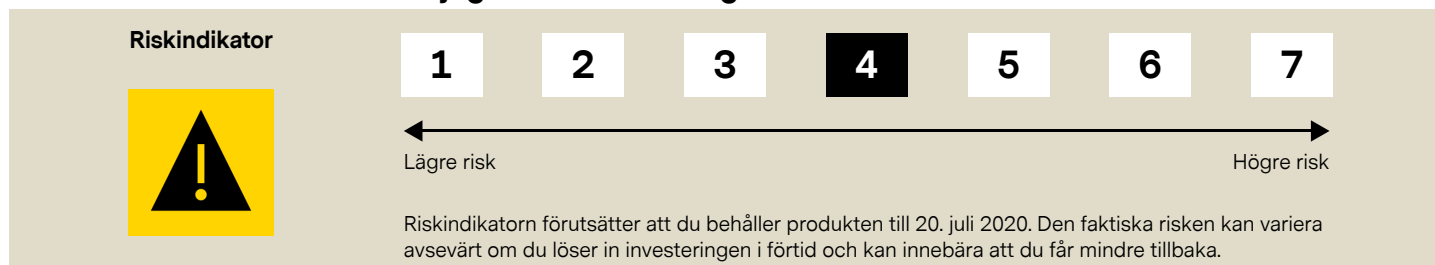 Riskindikator
1 2 3 4 5 6 7
Lägre risk Högre risk
Riskindikatorn förutsätter att du behåller produkten till 20. juli 2020. Den faktiska risken kan variera
avsevärt om du löser in investeringen i förtid och kan innebära att du får mindre tillbaka.